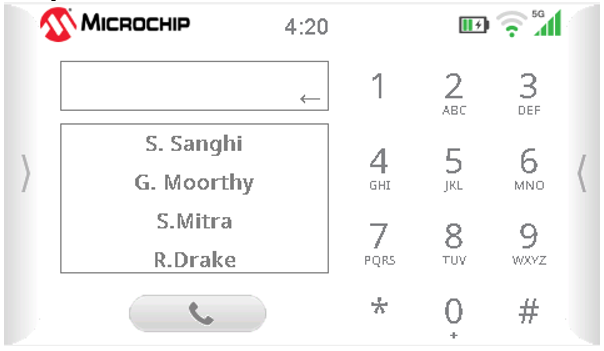 MICROCHIP 4:20 5G
←
S. Sanghi
G. Moorthy
S.Mitra
R.Drake
1 2 3
ABC DEF
4 5 6
GHI JKL MNO
7 8 9
PQRS TUV WXYZ
* 0 #
+